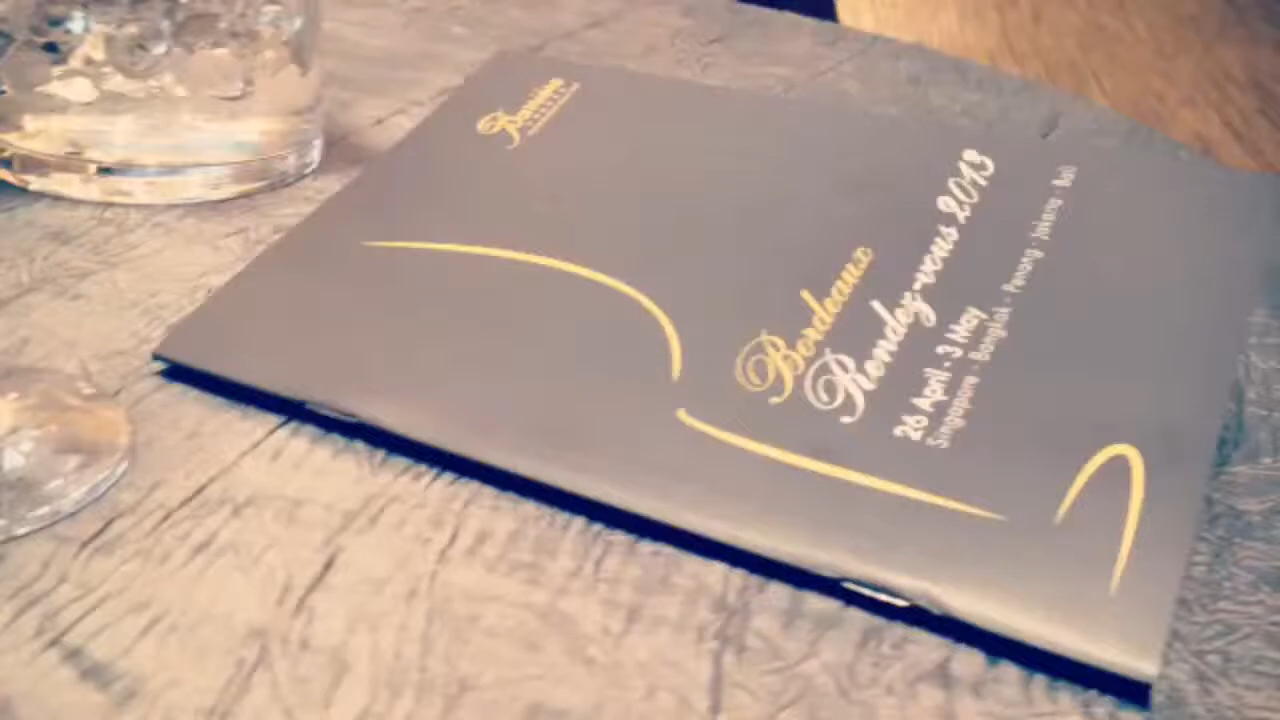 Bordeaux
Rendez-vous 2013
26 April - 3 May
Singapore - Bangkok - Penang - Jakarta - Bali